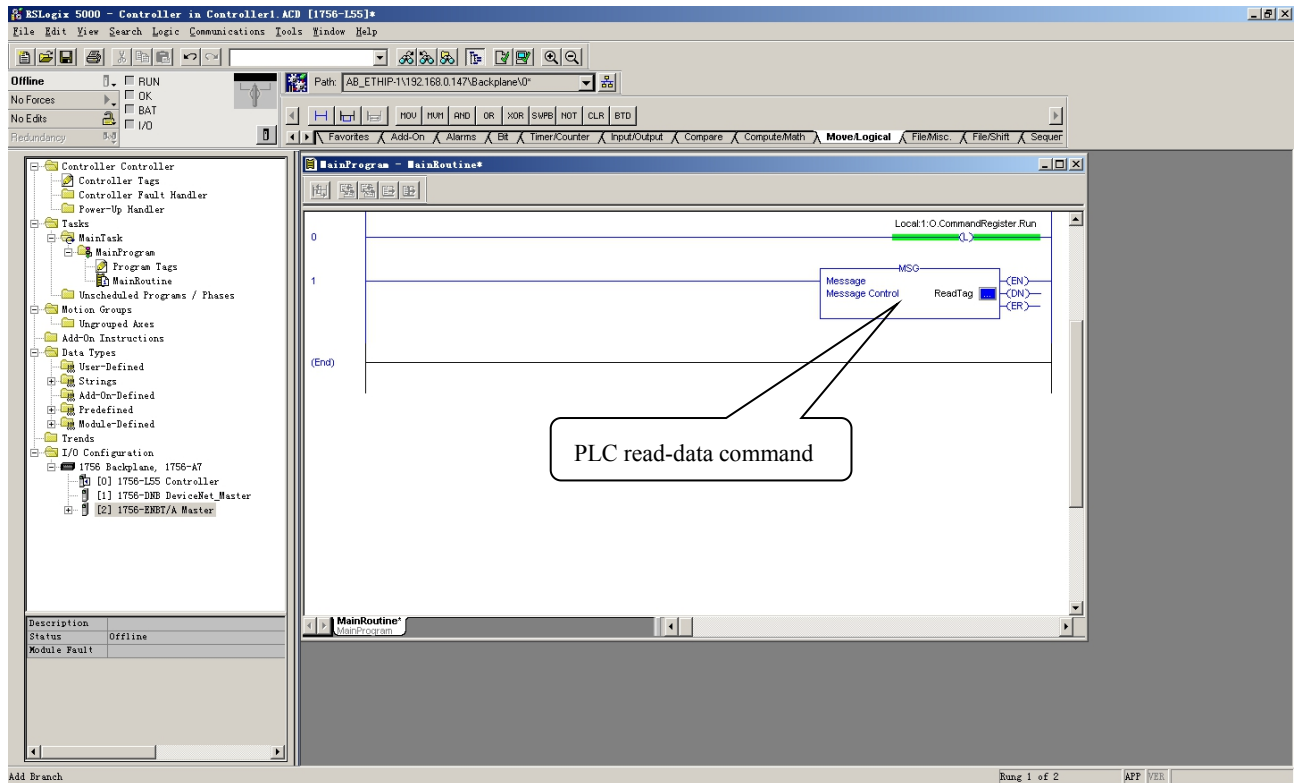 RSLogix 5000 - Controller in Controller1.ACD [1756-L55]*
File Edit View Search Logic Communications Tools Window Help
Offline
RUN
No Forces
OK
BAT
No Edits
I/O
Redundancy
Path: AB_ETHIP-1\192.168.0.147\Backplane\0*
MOV MVM AND OR XOR SWPB NOT CLR BTD
Favorites Add-On Alarms Bit Timer/Counter Input/Output Compare Compute/Math Move/Logical File/Misc. File/Shift Sequer
Controller Controller
Controller Tags
Controller Fault Handler
Power-Up Handler
Tasks
MainTask
MainProgram
Program Tags
MainRoutine
Unscheduled Programs / Phases
Motion Groups
Ungrouped Axes
Add-On Instructions
Data Types
User-Defined
Strings
Add-On-Defined
Predefined
Module-Defined
Trends
I/O Configuration
1756 Backplane, 1756-A7
[0] 1756-L55 Controller
[1] 1756-DNB DeviceNet_Master
[2] 1756-ENBT/A Master
Description
Status Offline
Module Fault
MainProgram - MainRoutine*
Local:1:O.CommandRegister.Run
0
(L)
1
MSG
Message
Message Control ReadTag ...
(EN)
(DN)
(ER)
(End)
PLC read-data command
MainRoutine*
MainProgram
Add Branch
Rung 1 of 2
APP VER